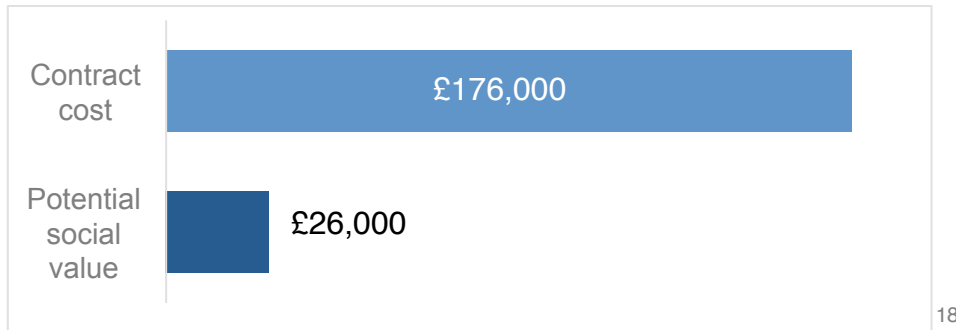 Contract
cost
£176,000
Potential
social
value
£26,000
18